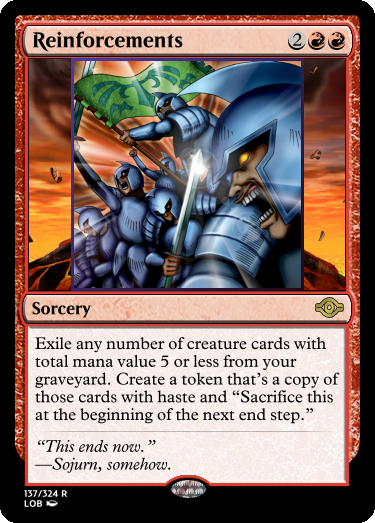 Reinforcements 2
Sorcery
Exile any number of creature cards with
total mana value 5 or less from your
graveyard. Create a token that's a copy of
those cards with haste and “Sacrifice this
at the beginning of the next end step.”
“This ends now.”
—Sojurn, somehow.
137/324 R
LOB